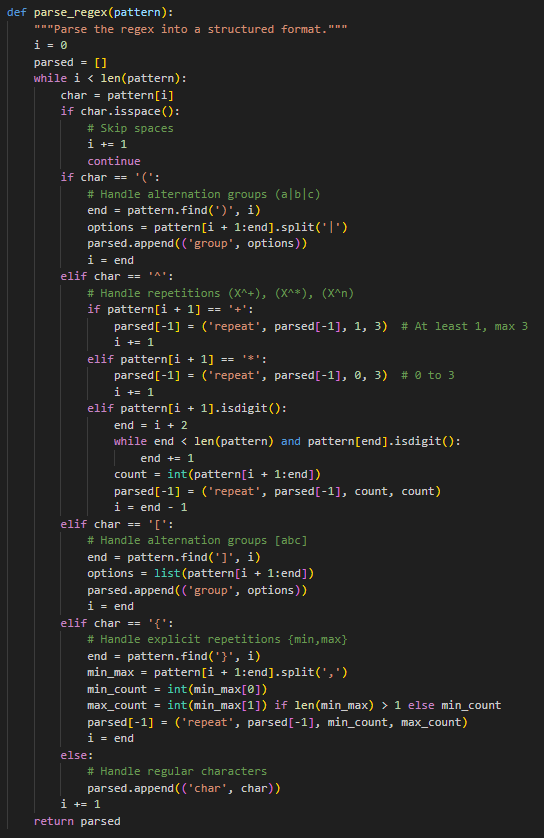 def parse_regex(pattern):
    """Parse the regex into a structured format."""
    i = 0
    parsed = []
    while i < len(pattern):
        char = pattern[i]
        if char.isspace():
            # Skip spaces
            i += 1
            continue
        if char == '(':
            # Handle alternation groups (a|b|c)
            end = pattern.find(')', i)
            options = pattern[i + 1:end].split('|')
            parsed.append(('group', options))
            i = end
        elif char == '^':
            # Handle repetitions (X^+), (X^*), (X^n)
            if pattern[i + 1] == '+':
                parsed[-1] = ('repeat', parsed[-1], 1, 3)  # At least 1, max 3
                i += 1
            elif pattern[i + 1] == '*':
                parsed[-1] = ('repeat', parsed[-1], 0, 3)  # 0 to 3
                i += 1
            elif pattern[i + 1].isdigit():
                end = i + 2
                while end < len(pattern) and pattern[end].isdigit():
                    end += 1
                count = int(pattern[i + 1:end])
                parsed[-1] = ('repeat', parsed[-1], count, count)
                i = end - 1
        elif char == '[':
            # Handle alternation groups [abc]
            end = pattern.find(']', i)
            options = list(pattern[i + 1:end])
            parsed.append(('group', options))
            i = end
        elif char == '{':
            # Handle explicit repetitions {min,max}
            end = pattern.find('}', i)
            min_max = pattern[i + 1:end].split(',')
            min_count = int(min_max[0])
            max_count = int(min_max[1]) if len(min_max) > 1 else min_count
            parsed[-1] = ('repeat', parsed[-1], min_count, max_count)
            i = end
        else:
            # Handle regular characters
            parsed.append(('char', char))
        i += 1
    return parsed